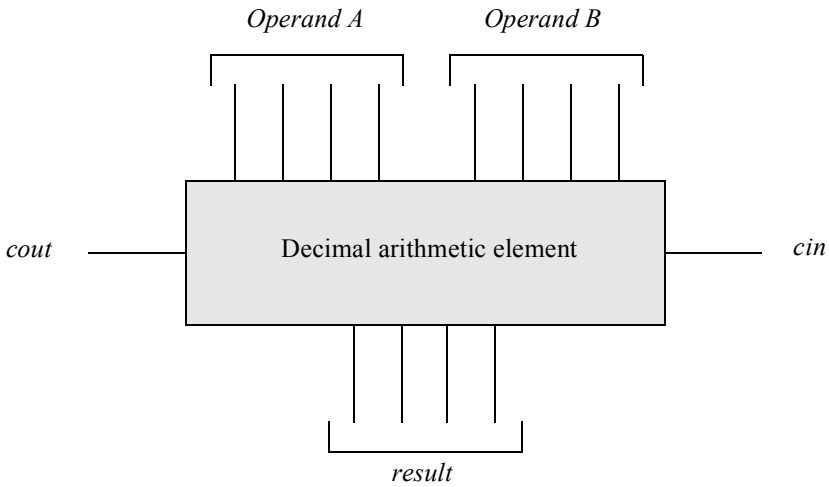 Operand A
Operand B
cout
Decimal arithmetic element
cin
result